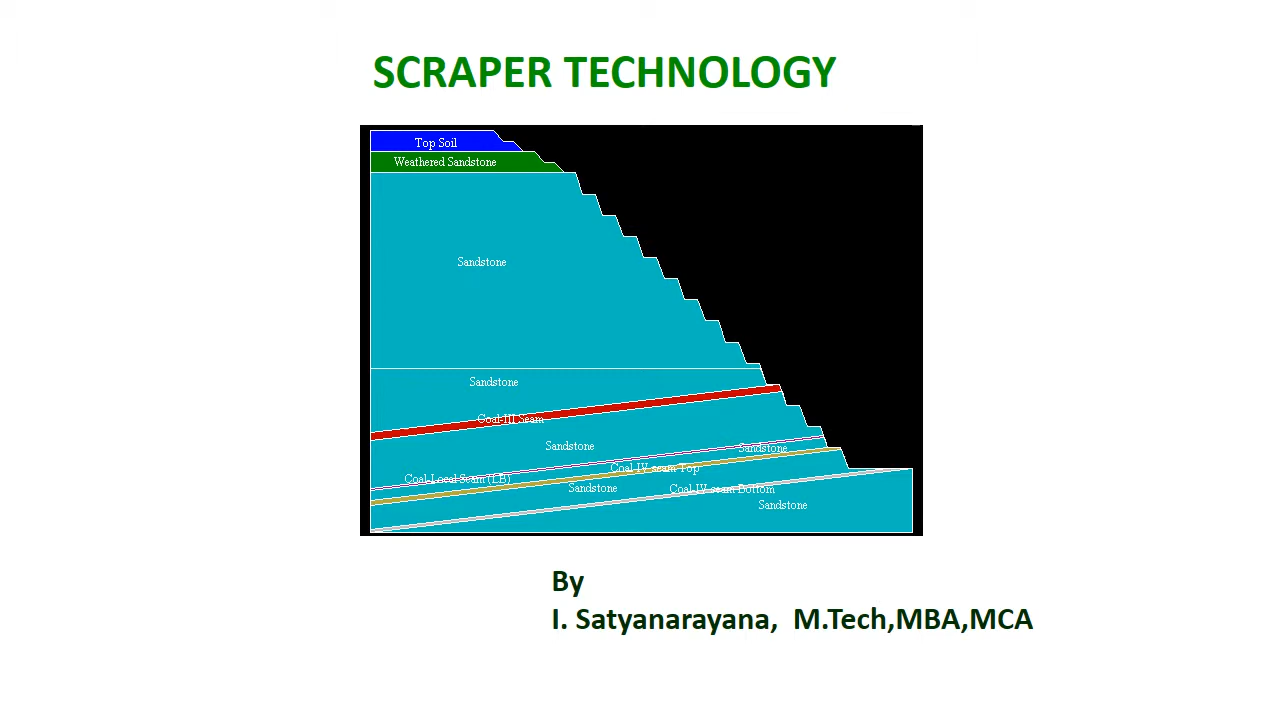 SCRAPER TECHNOLOGY
Top Soil
Weathered Sandstone
Sandstone
Sandstone
Coal-III Seam
Sandstone
Sandstone
Coal-IV seam Top
Coal-Local Seam (LB)
Sandstone
Coal-IV seam Bottom
Sandstone
By
I. Satyanarayana,  M.Tech,MBA,MCA